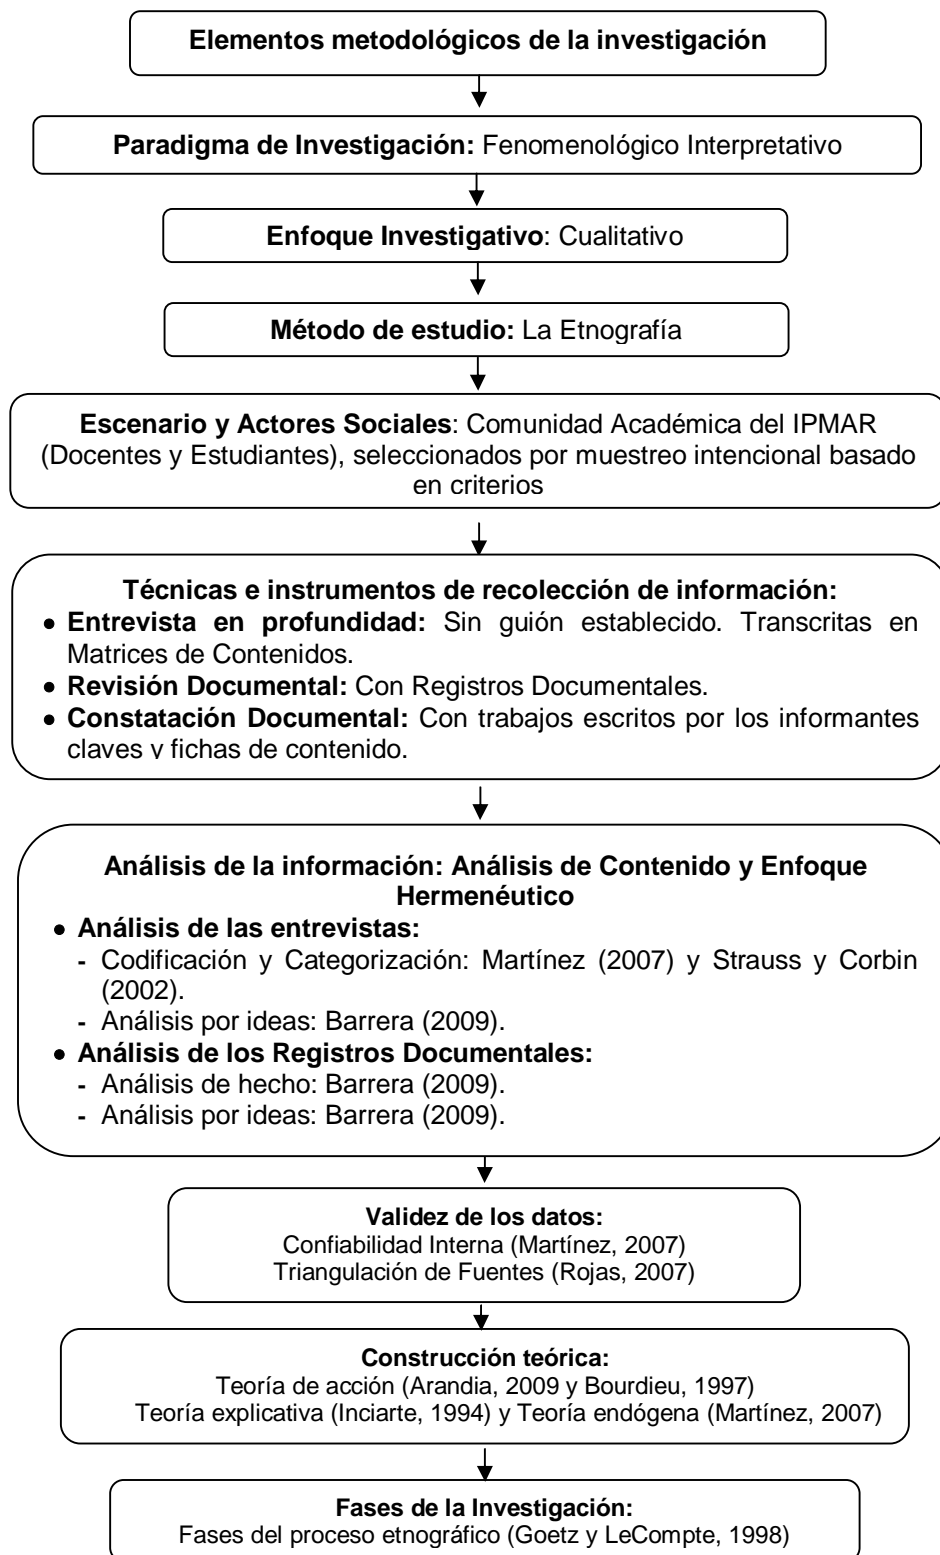 Elementos metodológicos de la investigación
Paradigma de Investigación: Fenomenológico Interpretativo
Enfoque Investigativo: Cualitativo
Método de estudio: La Etnografía
Escenario y Actores Sociales: Comunidad Académica del IPMAR
(Docentes y Estudiantes), seleccionados por muestreo intencional basado
en criterios
Técnicas e instrumentos de recolección de información:
• Entrevista en profundidad: Sin guión establecido. Transcritas en
Matrices de Contenidos.
• Revisión Documental: Con Registros Documentales.
• Constatación Documental: Con trabajos escritos por los informantes
claves y fichas de contenido.
Análisis de la información: Análisis de Contenido y Enfoque
Hermenéutico
• Análisis de las entrevistas:
- Codificación y Categorización: Martínez (2007) y Strauss y Corbin
(2002).
- Análisis por ideas: Barrera (2009).
• Análisis de los Registros Documentales:
- Análisis de hecho: Barrera (2009).
- Análisis por ideas: Barrera (2009).
Validez de los datos:
Confiabilidad Interna (Martínez, 2007)
Triangulación de Fuentes (Rojas, 2007)
Construcción teórica:
Teoría de acción (Arandia, 2009 y Bourdieu, 1997)
Teoría explicativa (Inciarte, 1994) y Teoría endógena (Martínez, 2007)
Fases de la Investigación:
Fases del proceso etnográfico (Goetz y LeCompte, 1998)